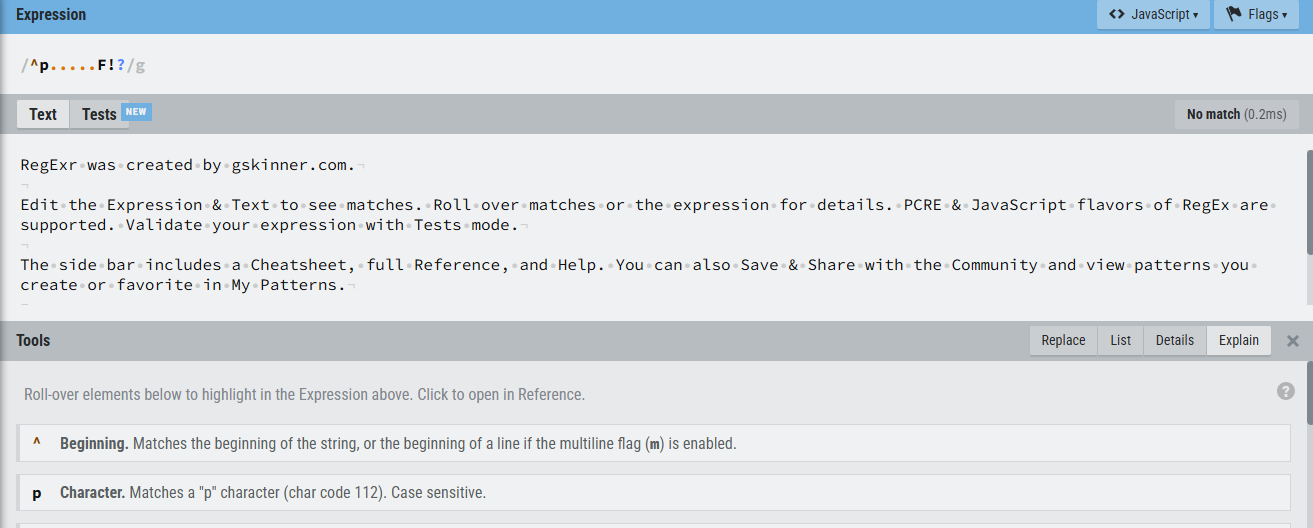 Expression
<> JavaScript ▾
Flags ▾
/^p.....F!?/g
Text
Tests
NEW
No match (0.2ms)
RegExr·was·created·by·gskinner.com.¬
¬
Edit·the·Expression·&·Text·to·see·matches.·Roll·over·matches·or·the·expression·for·details.·PCRE·&·JavaScript·flavors·of·RegEx·are·
supported.·Validate·your·expression·with·Tests·mode.¬
¬
The·side·bar·includes·a·Cheatsheet,·full·Reference,·and·Help.·You·can·also·Save·&·Share·with·the·Community·and·view·patterns·you·
create·or·favorite·in·My·Patterns.¬
¬
Tools
Replace
List
Details
Explain
×
Roll-over elements below to highlight in the Expression above. Click to open in Reference.
?
^ Beginning. Matches the beginning of the string, or the beginning of a line if the multiline flag (m) is enabled.
p Character. Matches a "p" character (char code 112). Case sensitive.